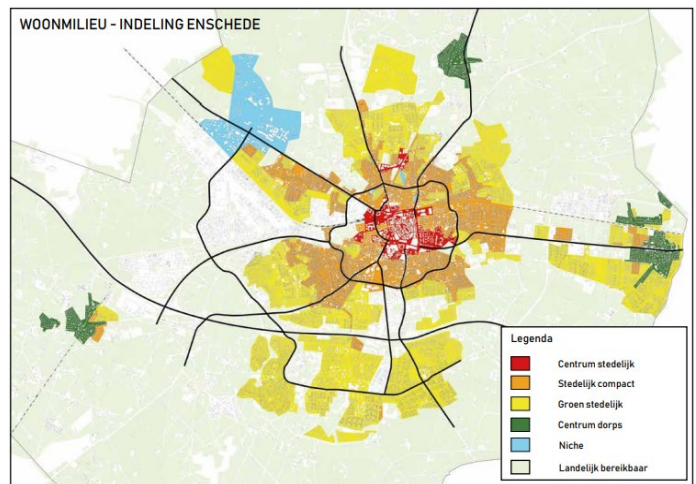 WOONMILIEU - INDELING ENSCHEDE
Legenda
Centrum stedelijk
Stedelijk compact
Groen stedelijk
Centrum dorps
Niche
Landelijk bereikbaar